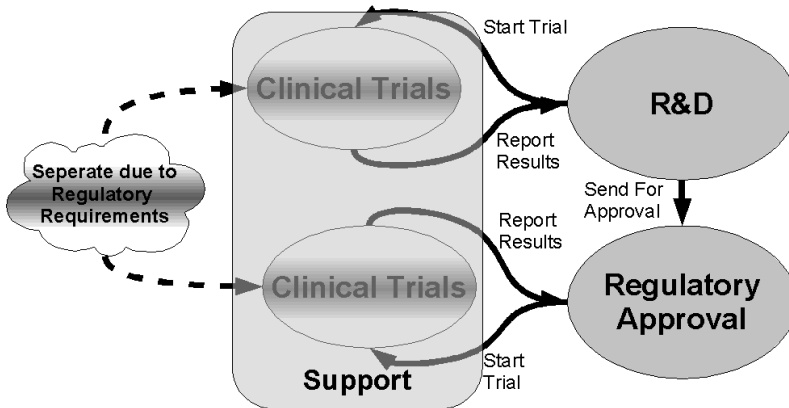 Start Trial
Clinical Trials
R&D
Report
Results
Seperate due to
Regulatory
Requirements
Send For
Approval
Report
Results
Clinical Trials
Regulatory
Approval
Start
Trial
Support